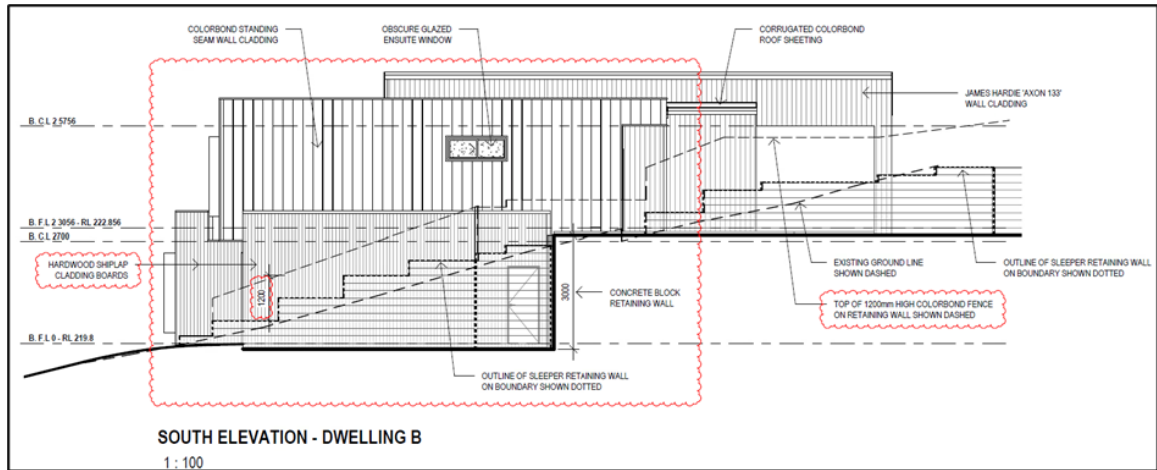 COLORBOND STANDING
SEAM WALL CLADDING
OBSCURE GLAZED
ENSUITE WINDOW
CORRUGATED COLORBOND
ROOF SHEETING
JAMES HARDIE 'AXON 133'
WALL CLADDING
B. C.L 2 5756
B. F.L 2 3056 - RL 222.856
B. C.L 2700
HARDWOOD SHIPLAP
CLADDING BOARDS
1200
3000
CONCRETE BLOCK
RETAINING WALL
EXISTING GROUND LINE
SHOWN DASHED
OUTLINE OF SLEEPER RETAINING WALL
ON BOUNDARY SHOWN DOTTED
TOP OF 1200mm HIGH COLORBOND FENCE
ON RETAINING WALL SHOWN DASHED
B. F.L 0 - RL 219.8
OUTLINE OF SLEEPER RETAINING WALL
ON BOUNDARY SHOWN DOTTED
SOUTH ELEVATION - DWELLING B
1 : 100